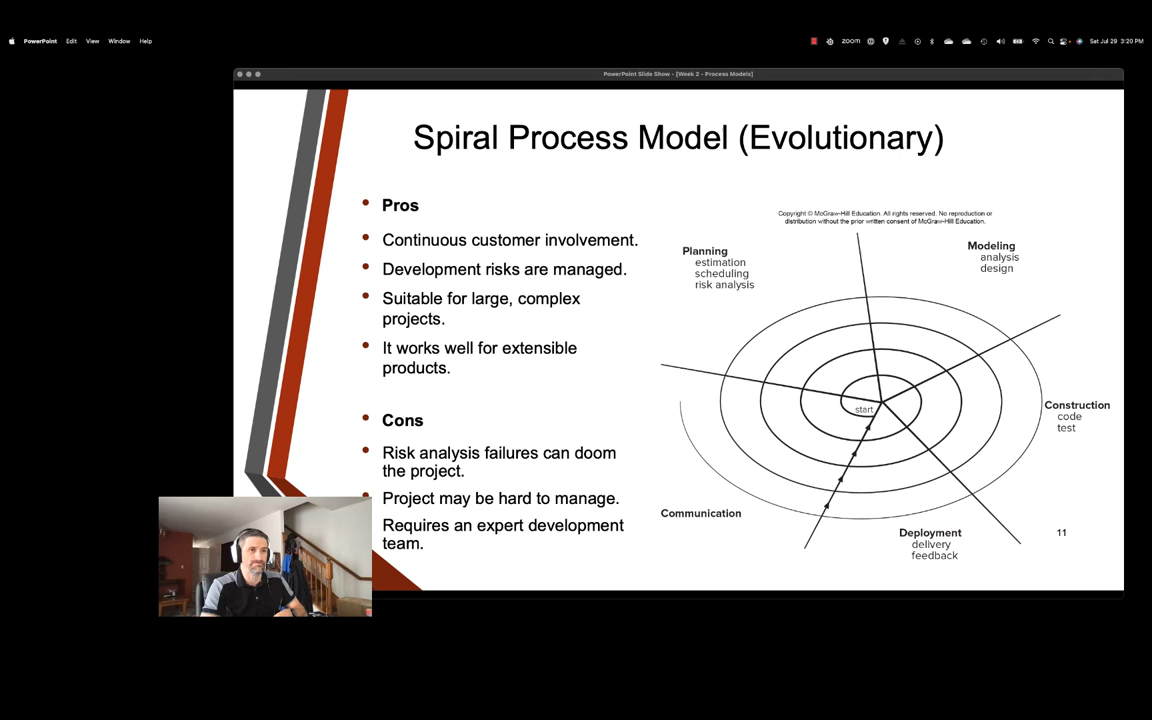 PowerPoint Edit View Window Help
zoom
Sat Jul 29 3:20 PM
PowerPoint Slide Show - [Week 2 - Process Models]
Spiral Process Model (Evolutionary)
Pros
Continuous customer involvement.
Development risks are managed.
Suitable for large, complex
projects.
It works well for extensible
products.
Cons
Risk analysis failures can doom
the project.
Project may be hard to manage.
Requires an expert development
team.
Copyright © McGraw-Hill Education. All rights reserved. No reproduction or
distribution without the prior written consent of McGraw-Hill Education.
Planning
estimation
scheduling
risk analysis
Modeling
analysis
design
start
Construction
code
test
Communication
Deployment
delivery
feedback
11